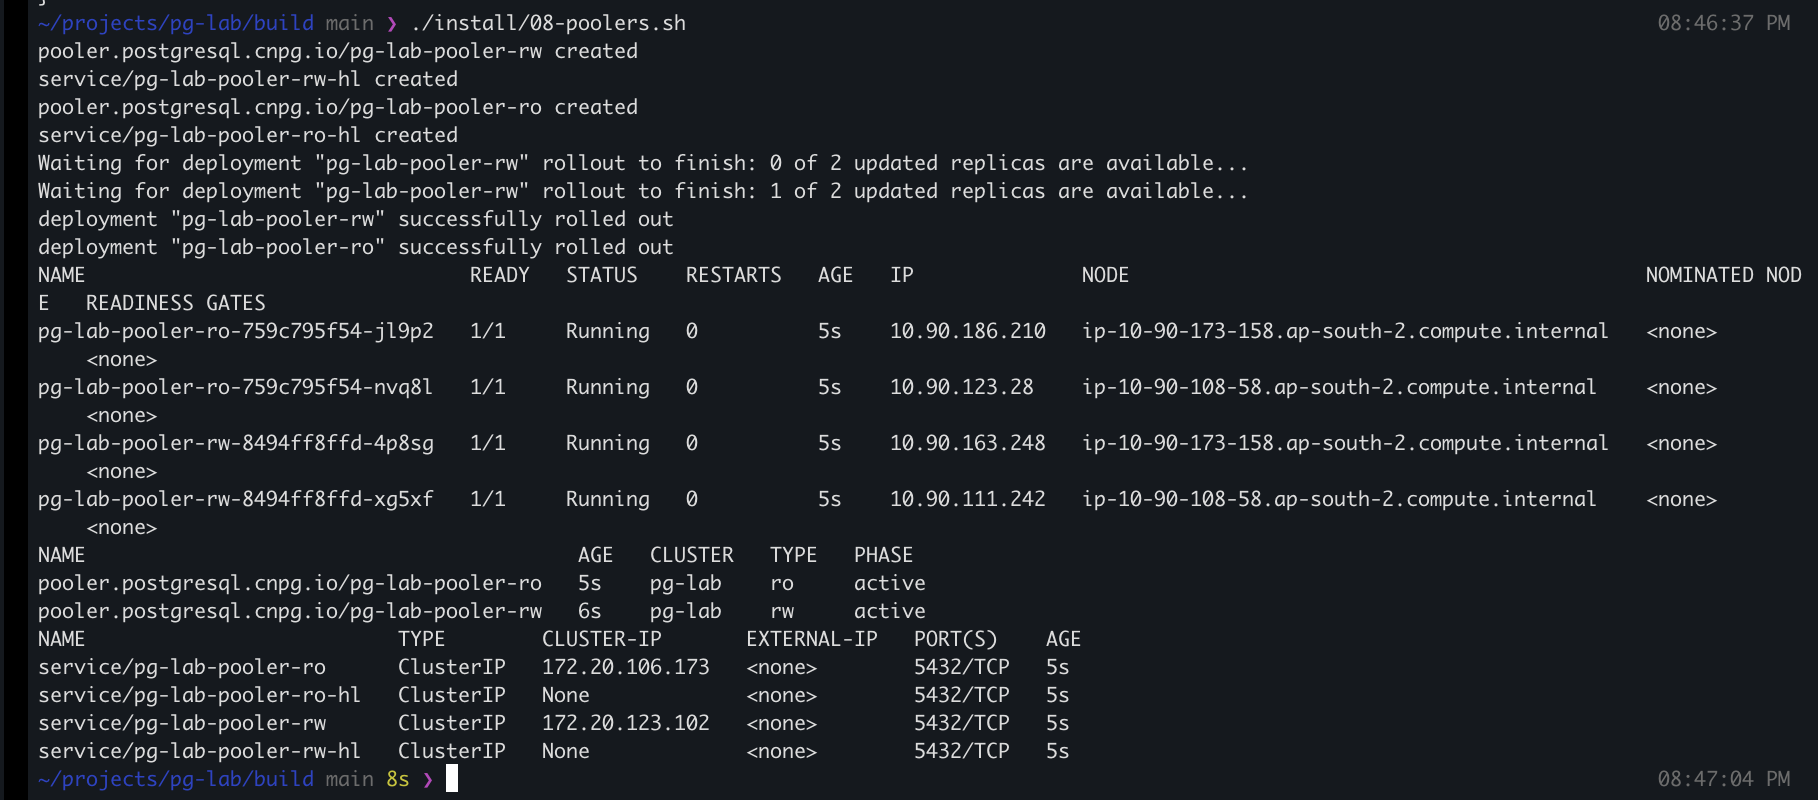 ~/projects/pg-lab/build main ❯ ./install/08-poolers.sh 08:46:37 PM
pooler.postgresql.cnpg.io/pg-lab-pooler-rw created
service/pg-lab-pooler-rw-hl created
pooler.postgresql.cnpg.io/pg-lab-pooler-ro created
service/pg-lab-pooler-ro-hl created
Waiting for deployment "pg-lab-pooler-rw" rollout to finish: 0 of 2 updated replicas are available...
Waiting for deployment "pg-lab-pooler-rw" rollout to finish: 1 of 2 updated replicas are available...
deployment "pg-lab-pooler-rw" successfully rolled out
deployment "pg-lab-pooler-ro" successfully rolled out
NAME READY STATUS RESTARTS AGE IP NODE NOMINATED NOD
E READINESS GATES
pg-lab-pooler-ro-759c795f54-jl9p2 1/1 Running 0 5s 10.90.186.210 ip-10-90-173-158.ap-south-2.compute.internal <none>
<none>
pg-lab-pooler-ro-759c795f54-nvq8l 1/1 Running 0 5s 10.90.123.28 ip-10-90-108-58.ap-south-2.compute.internal <none>
<none>
pg-lab-pooler-rw-8494ff8ffd-4p8sg 1/1 Running 0 5s 10.90.163.248 ip-10-90-173-158.ap-south-2.compute.internal <none>
<none>
pg-lab-pooler-rw-8494ff8ffd-xg5xf 1/1 Running 0 5s 10.90.111.242 ip-10-90-108-58.ap-south-2.compute.internal <none>
<none>
NAME AGE CLUSTER TYPE PHASE
pooler.postgresql.cnpg.io/pg-lab-pooler-ro 5s pg-lab ro active
pooler.postgresql.cnpg.io/pg-lab-pooler-rw 6s pg-lab rw active
NAME TYPE CLUSTER-IP EXTERNAL-IP PORT(S) AGE
service/pg-lab-pooler-ro ClusterIP 172.20.106.173 <none> 5432/TCP 5s
service/pg-lab-pooler-ro-hl ClusterIP None <none> 5432/TCP 5s
service/pg-lab-pooler-rw ClusterIP 172.20.123.102 <none> 5432/TCP 5s
service/pg-lab-pooler-rw-hl ClusterIP None <none> 5432/TCP 5s
~/projects/pg-lab/build main 8s ❯ 08:47:04 PM